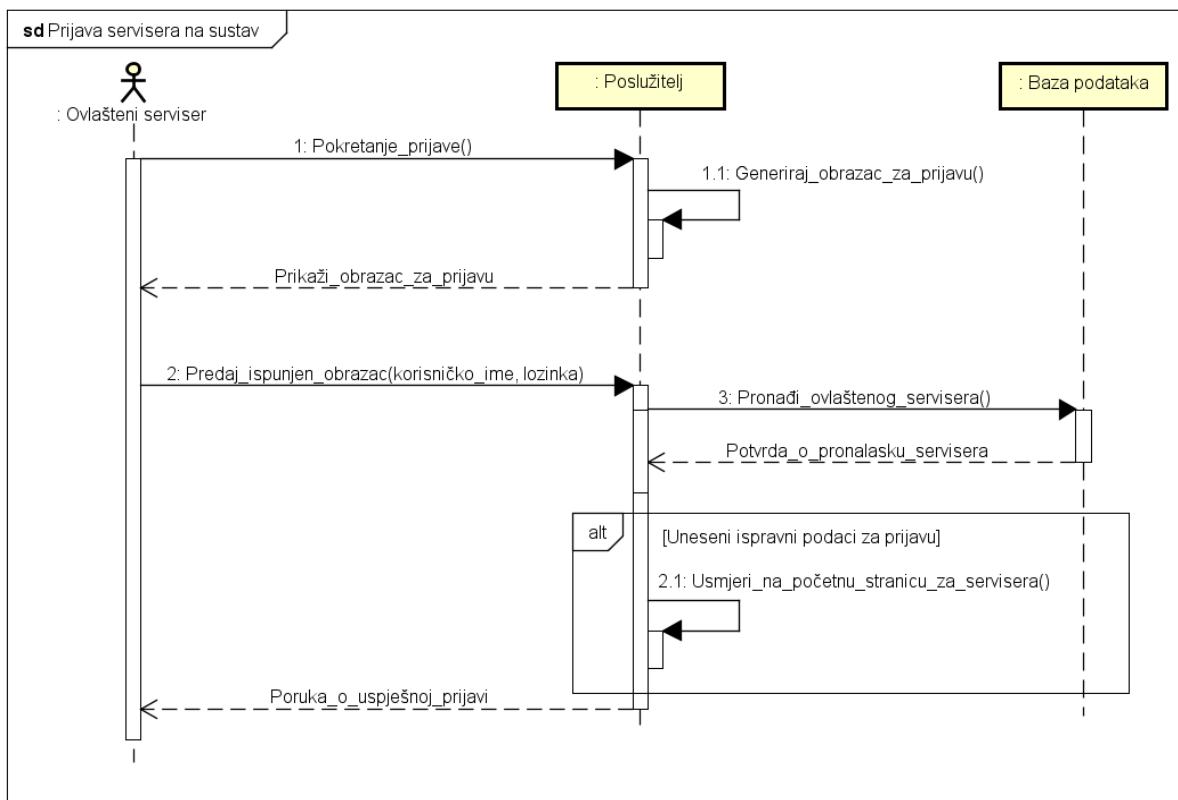 sd Prijava servisera na sustav
: Ovlašteni serviser
: Poslužitelj
: Baza podataka
1: Pokretanje_prijave()
1.1: Generiraj_obrazac_za_prijavu()
Prikaži_obrazac_za_prijavu
2: Predaj_ispunjen_obrazac(korisničko_ime, lozinka)
3: Pronađi_ovlaštenog_servisera()
Potvrda_o_pronalasku_servisera
alt
[Uneseni ispravni podaci za prijavu]
2.1: Usmjeri_na_početnu_stranicu_za_servisera()
Poruka_o_uspješnoj_prijavi